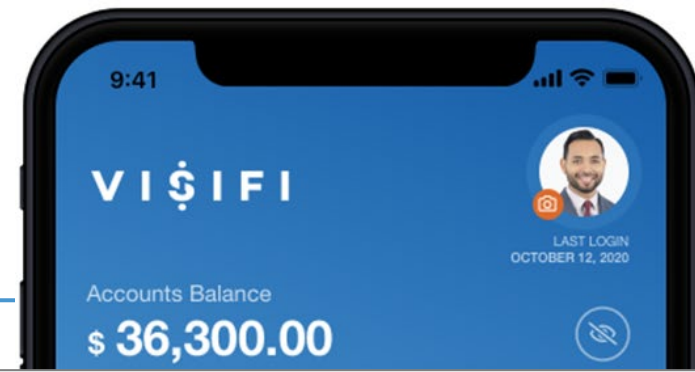 9:41
VISIFI
LAST LOGIN
OCTOBER 12, 2020
Accounts Balance
$ 36,300.00